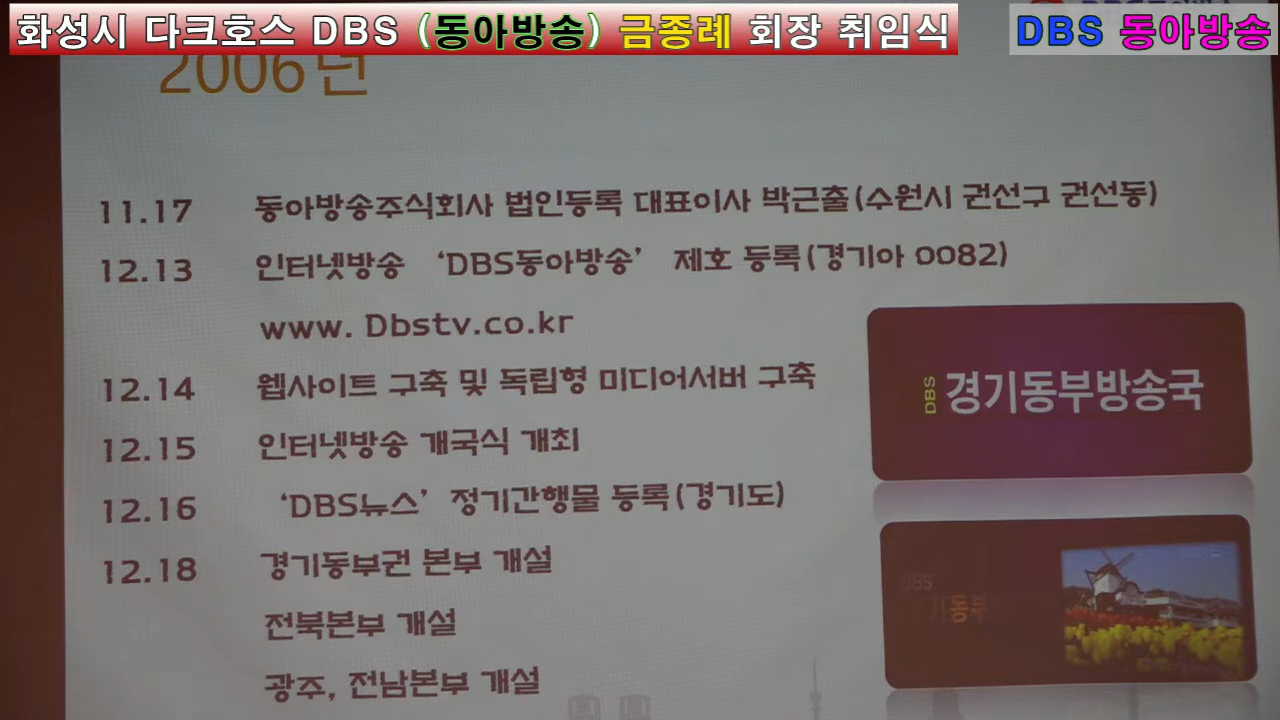 화성시 다크호스 DBS (동아방송) 금종례 회장 취임식
DBS 동아방송
2006년
11.17 동아방송주식회사 법인등록 대표이사 박근출(수원시 권선구 권선동)
12.13 인터넷방송 ‘DBS동아방송’ 제호 등록(경기아 0082)
www. Dbstv.co.kr
12.14 웹사이트 구축 및 독립형 미디어서버 구축
12.15 인터넷방송 개국식 개최
12.16 ‘DBS뉴스’ 정기간행물 등록(경기도)
12.18 경기동부권 본부 개설
전북본부 개설
광주, 전남본부 개설
DBS 경기동부방송국
DBS
기동부